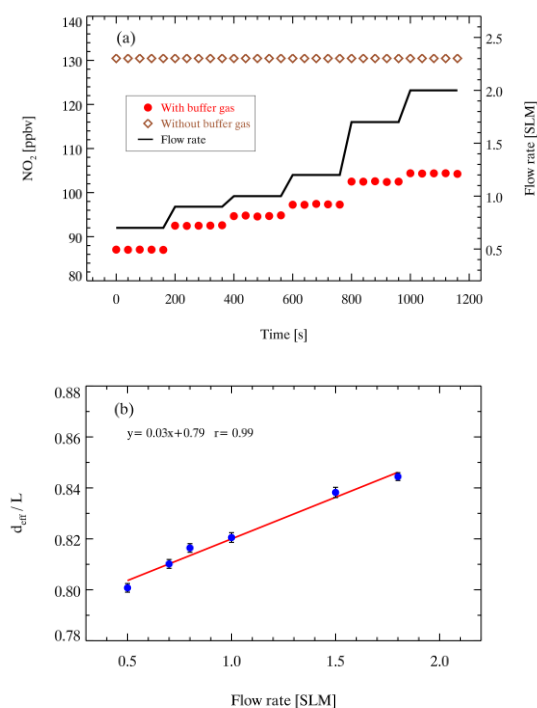 (a)
140
130
120
110
100
90
80
NO2 [ppbv]
2.5
2.0
1.5
1.0
0.5
Flow rate [SLM]
With buffer gas
Without buffer gas
Flow rate
0 200 400 600 800 1000 1200
Time [s]
(b)
y= 0.03x+0.79 r= 0.99
0.88
0.86
0.84
0.82
0.80
0.78
deff / L
0.5 1.0 1.5 2.0
Flow rate [SLM]